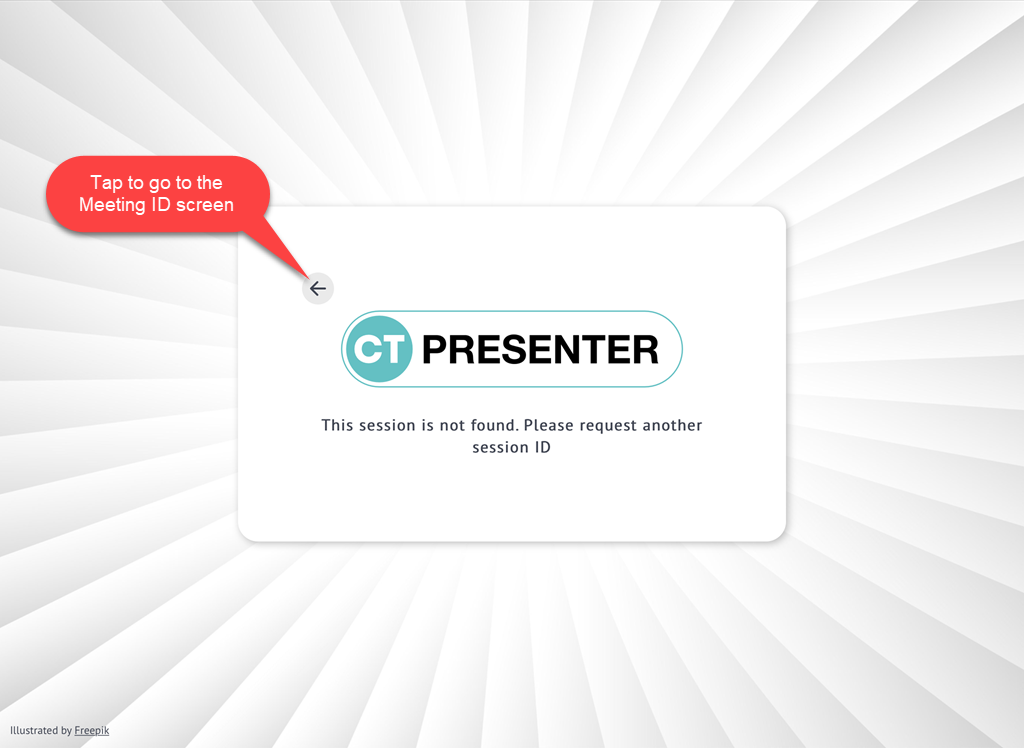 Tap to go to the
Meeting ID screen
CT PRESENTER
This session is not found. Please request another
session ID
Illustrated by Freepik